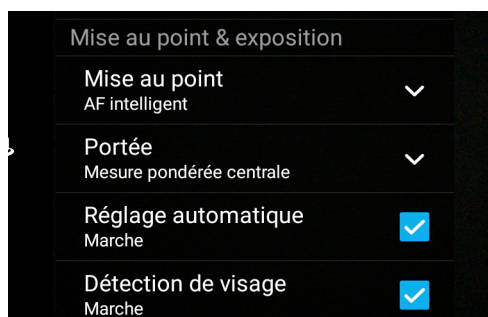 Mise au point & exposition
Mise au point
AF intelligent
Portée
Mesure pondérée centrale
Réglage automatique
Marche
Détection de visage
Marche